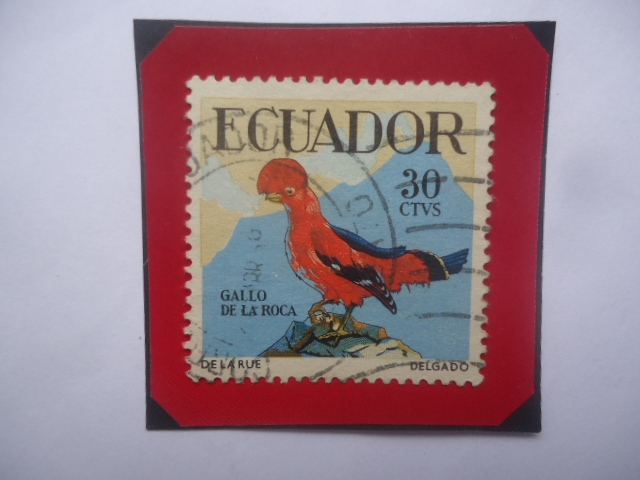 ECUADOR
30
CTVS
GALLO
DE LA ROCA
DE LA RUE
DELGADO